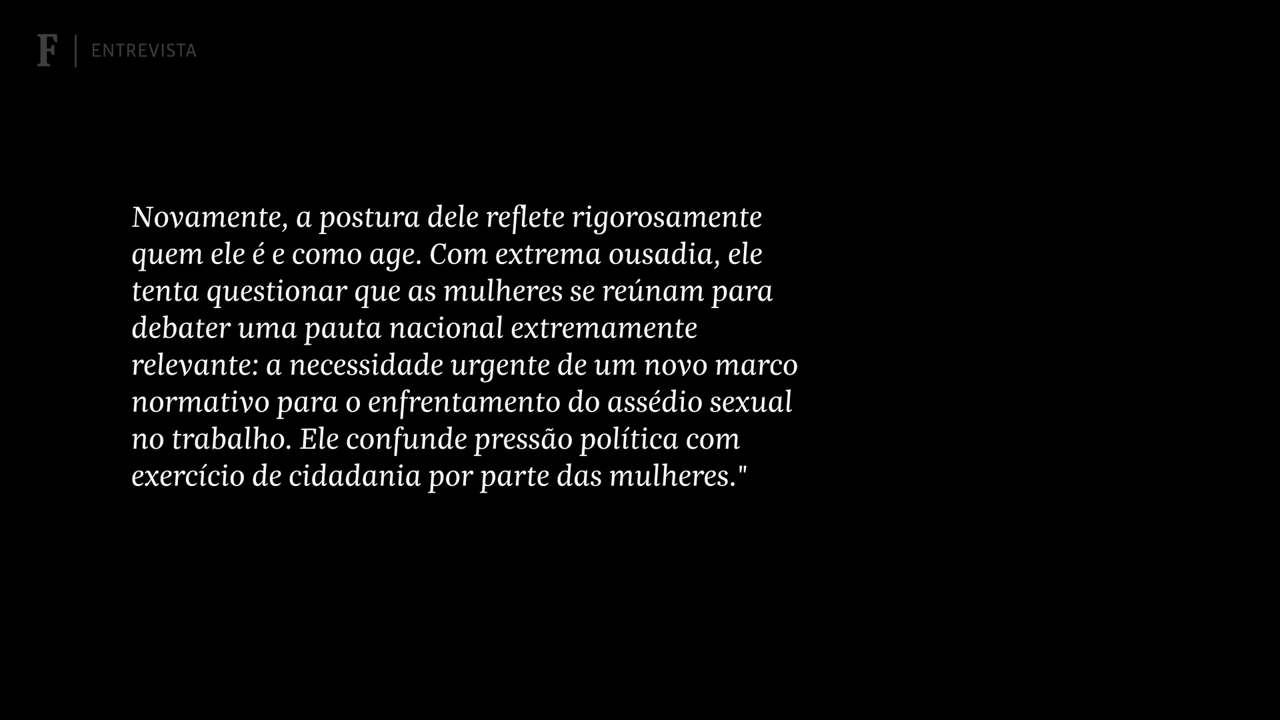 F | ENTREVISTA
Novamente, a postura dele reflete rigorosamente
quem ele é e como age. Com extrema ousadia, ele
tenta questionar que as mulheres se reúnam para
debater uma pauta nacional extremamente
relevante: a necessidade urgente de um novo marco
normativo para o enfrentamento do assédio sexual
no trabalho. Ele confunde pressão política com
exercício de cidadania por parte das mulheres."